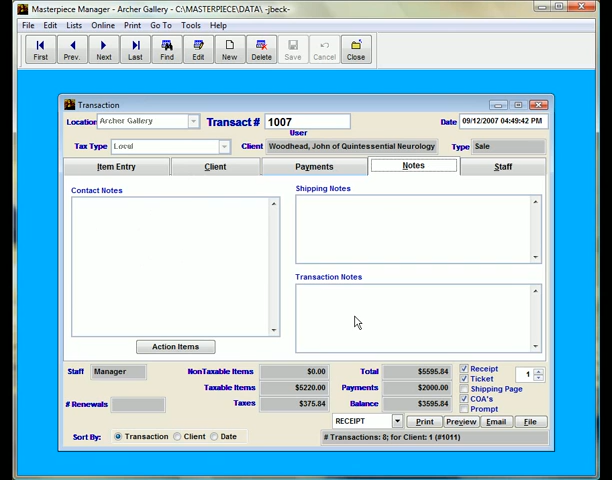 Masterpiece Manager - Archer Gallery - C:\MASTERPIECE\DATA\ -jbeck-
File Edit Lists Online Print Go To Tools Help
First Prev. Next Last Find Edit New Delete Save Cancel Close
Transaction
Location Archer Gallery Transact # 1007 Date 09/12/2007 04:49:42 PM
User
Tax Type Local Client Woodhead, John of Quintessential Neurology Type Sale
Item Entry Client Payments Notes Staff
Contact Notes Shipping Notes
Transaction Notes
Action Items
Staff Manager NonTaxable Items $0.00 Total $5595.84 Receipt
Ticket 1
Taxable Items $5220.00 Payments $2000.00 Shipping Page
# Renewals Taxes $375.84 Balance $3595.84 COA's
Prompt
RECEIPT Print Preview Email File
Sort By: Transaction Client Date # Transactions: 8; for Client: 1 (#1011)